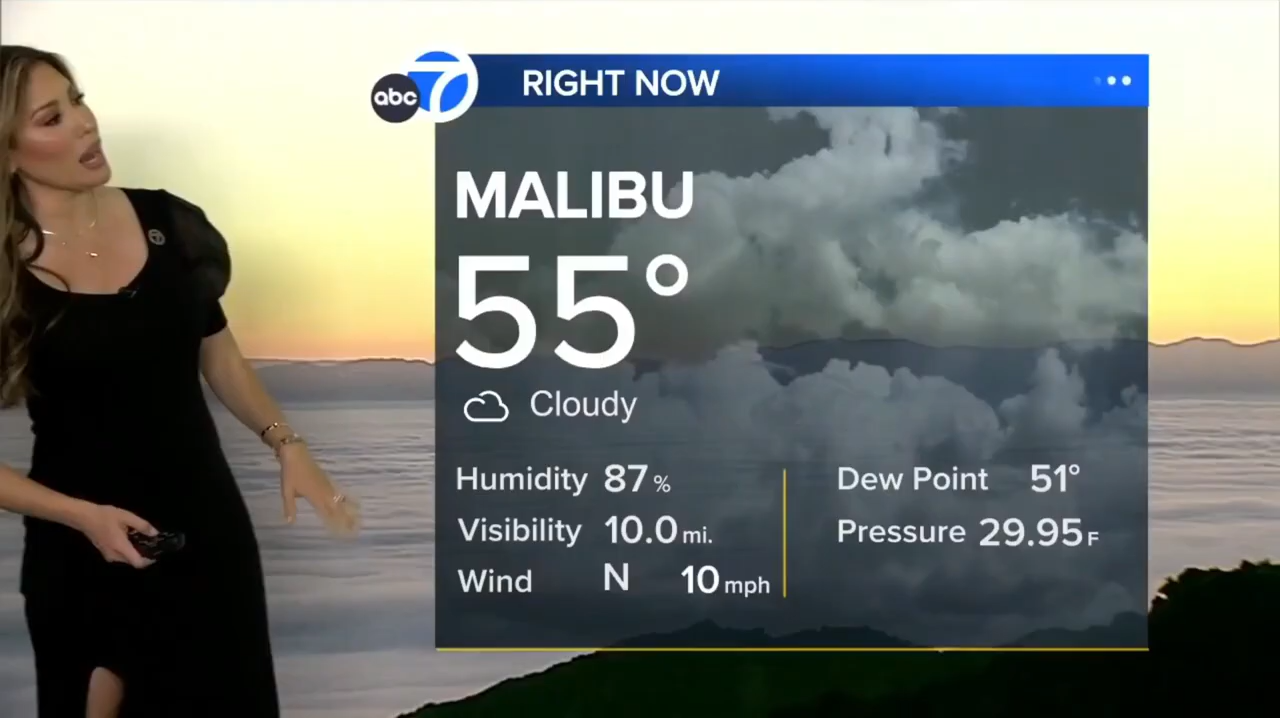 abc 7 RIGHT NOW
MALIBU
55°
Cloudy
Humidity 87 % Dew Point 51°
Visibility 10.0 mi. Pressure 29.95 F
Wind N 10 mph